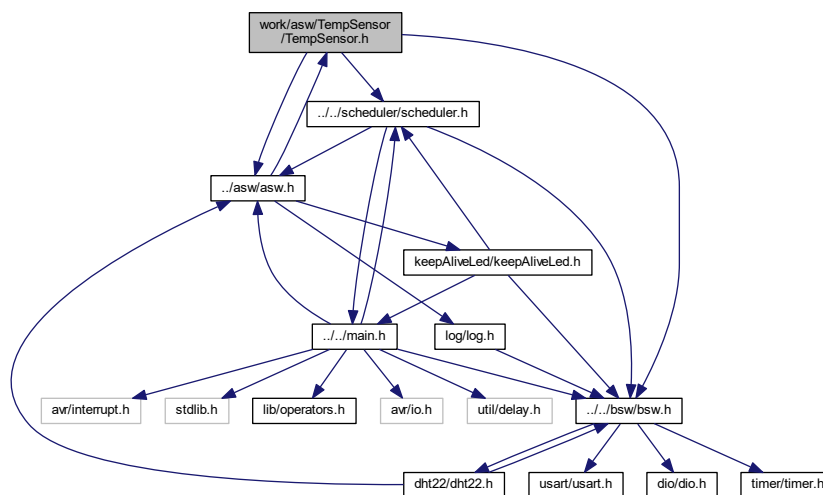 work/asw/TempSensor
/TempSensor.h
../../scheduler/scheduler.h
../asw/asw.h
keepAliveLed/keepAliveLed.h
../../main.h
log/log.h
avr/interrupt.h
stdlib.h
lib/operators.h
avr/io.h
util/delay.h
../../bsw/bsw.h
dht22/dht22.h
usart/usart.h
dio/dio.h
timer/timer.h